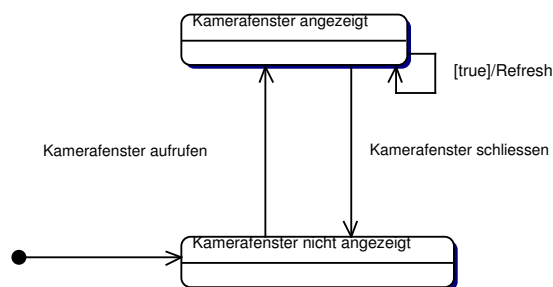 Kamerafenster angezeigt
[true]/Refresh
Kamerafenster aufrufen
Kamerafenster schliessen
Kamerafenster nicht angezeigt